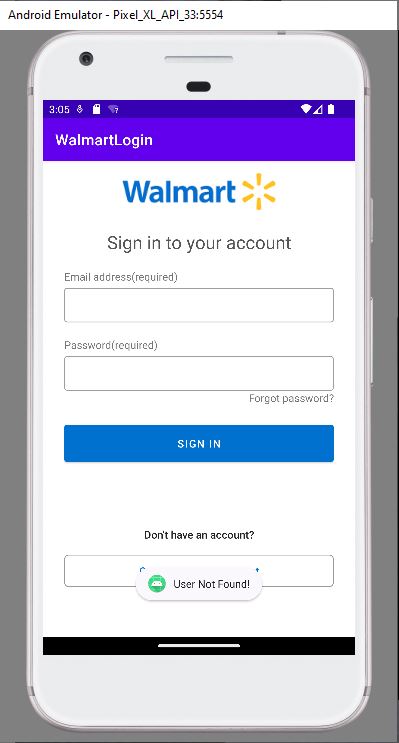 Android Emulator - Pixel_XL_API_33:5554
3:05
WalmartLogin
Walmart
Sign in to your account
Email address(required)
Password(required)
Forgot password?
SIGN IN
Don't have an account?
User Not Found!